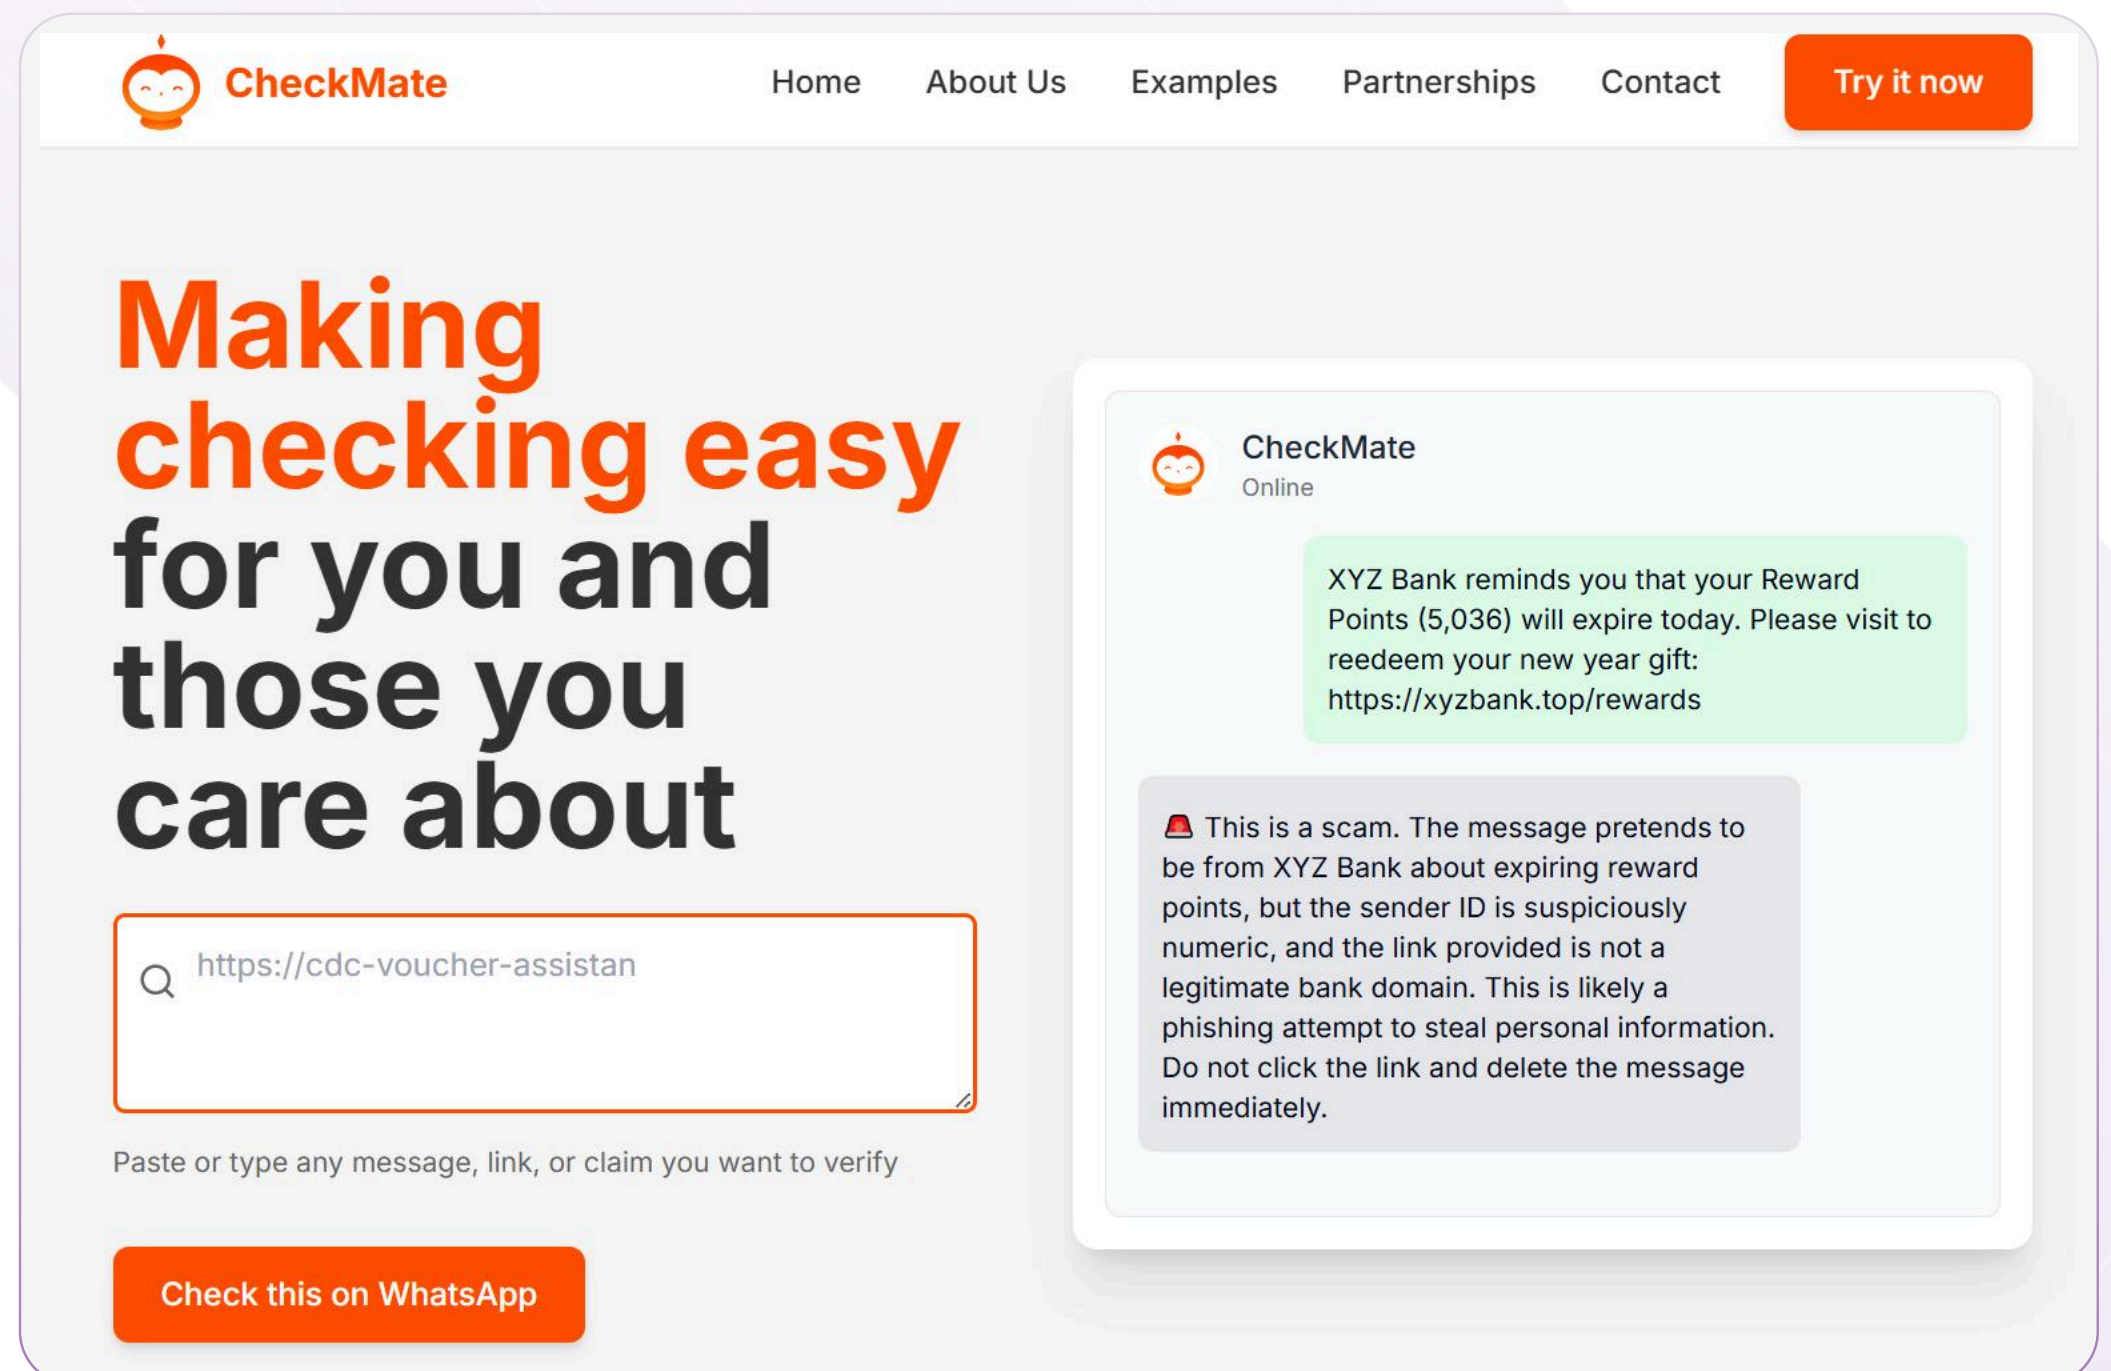 CheckMate
Home
About Us
Examples
Partnerships
Contact
Try it now
Making
checking easy
for you and
those you
care about
https://cdc-voucher-assistan
Paste or type any message, link, or claim you want to verify
Check this on WhatsApp
CheckMate
Online
XYZ Bank reminds you that your Reward
Points (5,036) will expire today. Please visit to
reedeem your new year gift:
https://xyzbank.top/rewards
🚨 This is a scam. The message pretends to
be from XYZ Bank about expiring reward
points, but the sender ID is suspiciously
numeric, and the link provided is not a
legitimate bank domain. This is likely a
phishing attempt to steal personal information.
Do not click the link and delete the message
immediately.